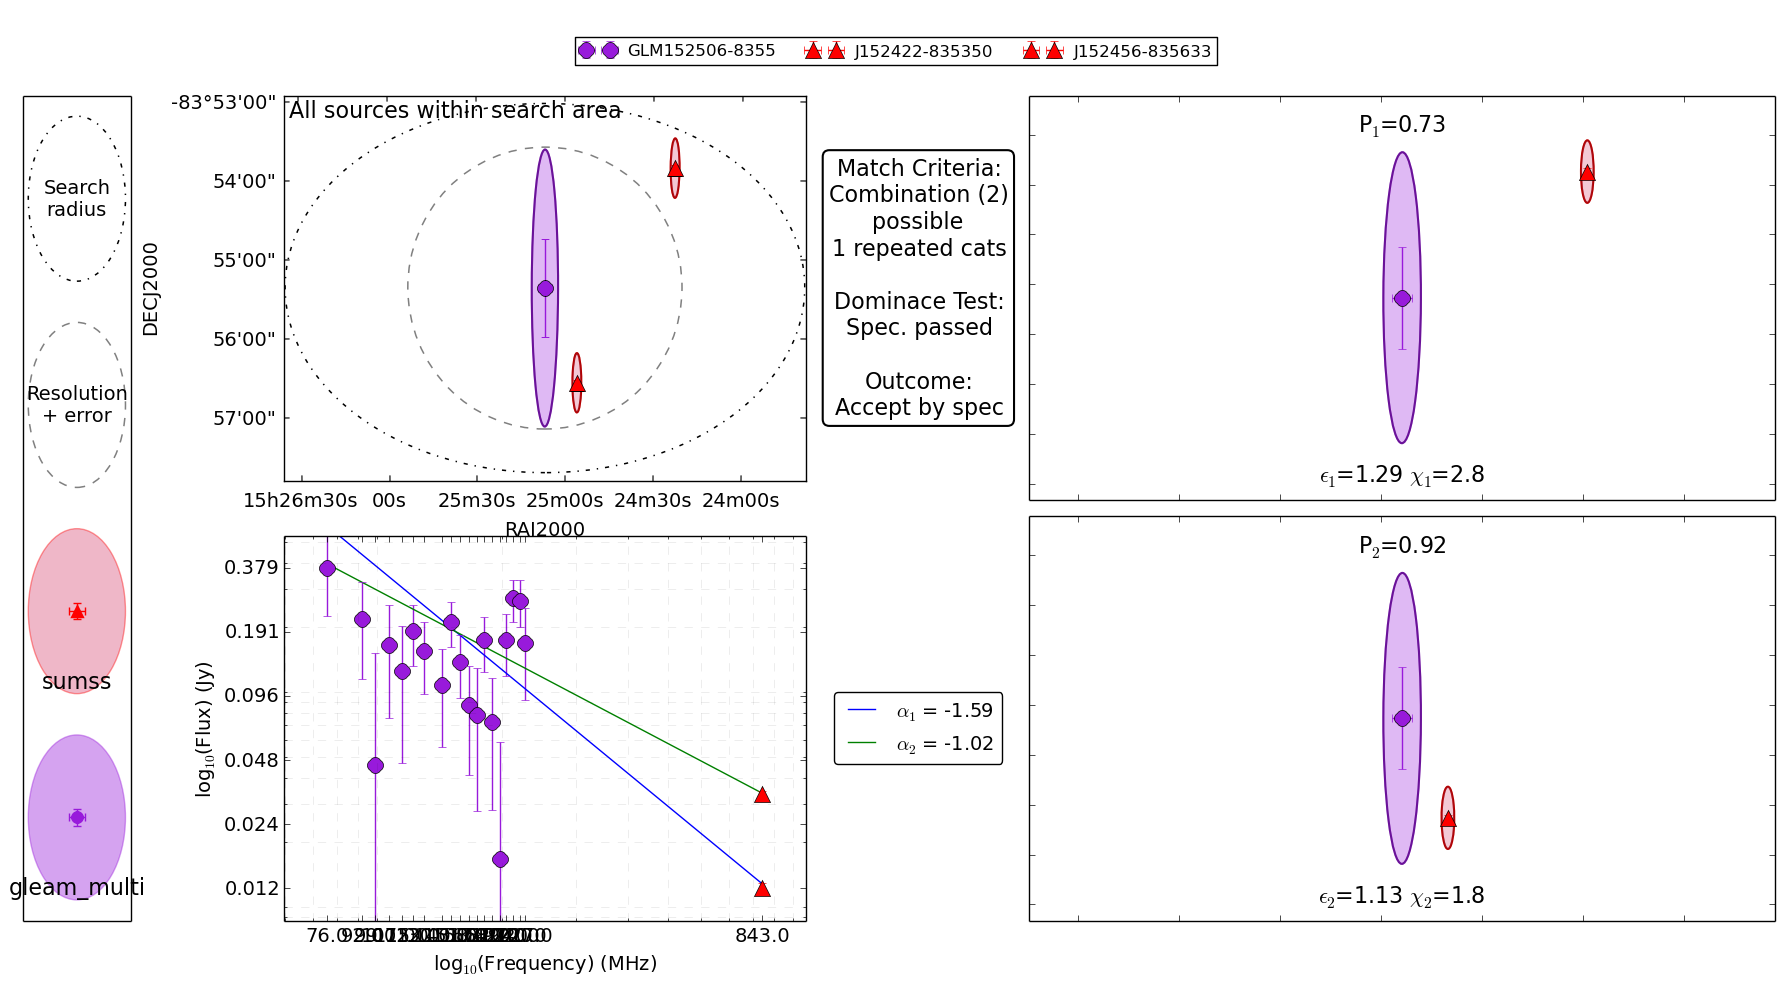 GLM152506-8355 J152422-835350 J152456-835633
All sources within search area
-83°53'00"
54'00"
55'00"
56'00"
57'00"
DECJ2000
15h26m30s 00s 25m30s 25m00s 24m30s 24m00s
RAJ2000
Search
radius
Resolution
+ error
sumss
gleam_multi
Match Criteria:
Combination (2)
possible
1 repeated cats
Dominace Test:
Spec. passed
Outcome:
Accept by spec
P1=0.73
ϵ1=1.29 χ1=2.8
P2=0.92
ϵ2=1.13 χ2=1.8
0.379
0.191
0.096
0.048
0.024
0.012
log10(Flux) (Jy)
76.0 843.0
log10(Frequency) (MHz)
α1 = -1.59
α2 = -1.02